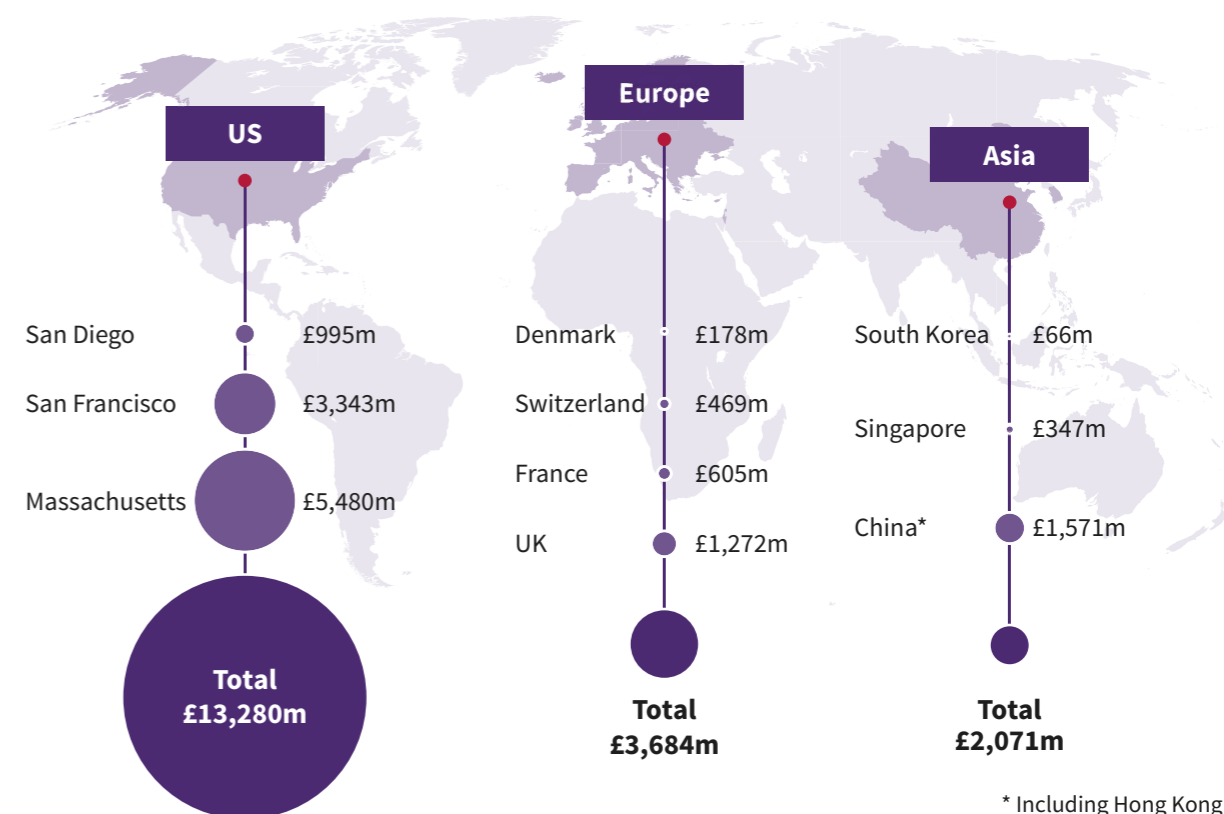 US
San Diego £995m
San Francisco £3,343m
Massachusetts £5,480m
Total
£13,280m
Europe
Denmark £178m
Switzerland £469m
France £605m
UK £1,272m
Total
£3,684m
Asia
South Korea £66m
Singapore £347m
China* £1,571m
Total
£2,071m
* Including Hong Kong